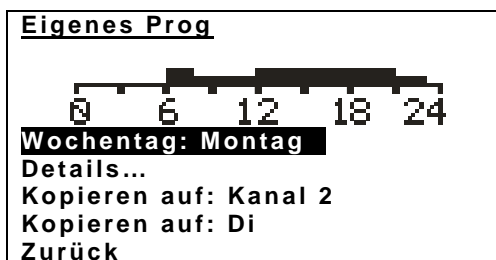 Eigenes Prog
0 6 12 18 24
Wochentag: Montag
Details...
Kopieren auf: Kanal 2
Kopieren auf: Di
Zurück